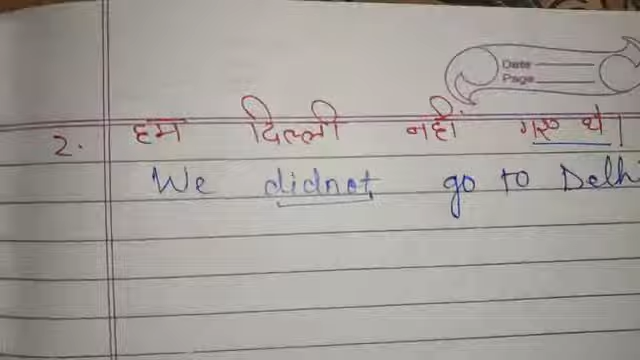 Date
Page
2. हम दिल्ली नहीं गए थे।
We didnot go to Delh